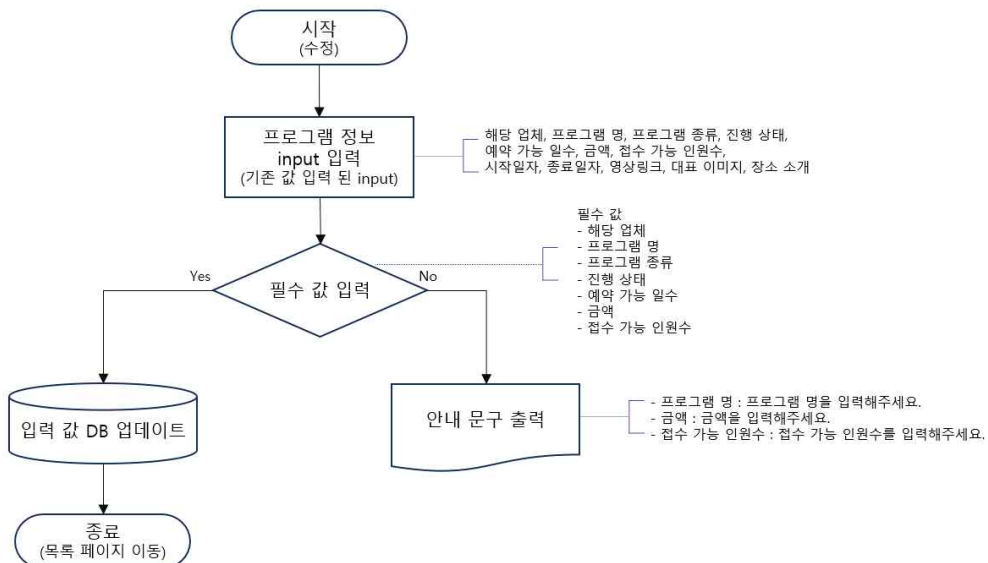 시작
(수정)
프로그램 정보
input 입력
(기존 값 입력 된 input)
해당 업체, 프로그램 명, 프로그램 종류, 진행 상태,
예약 가능 일수, 금액, 접수 가능 인원수,
시작일자, 종료일자, 영상링크, 대표 이미지, 장소 소개
필수 값
- 해당 업체
- 프로그램 명
- 프로그램 종류
- 진행 상태
- 예약 가능 일수
- 금액
- 접수 가능 인원수
Yes
필수 값 입력
No
입력 값 DB 업데이트
안내 문구 출력
- 프로그램 명 : 프로그램 명을 입력해주세요.
- 금액 : 금액을 입력해주세요.
- 접수 가능 인원수 : 접수 가능 인원수를 입력해주세요.
종료
(목록 페이지 이동)